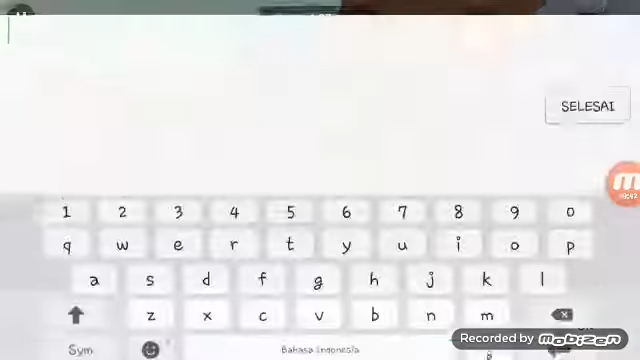 SELESAI
1 2 3 4 5 6 7 8 9 0
q w e r t y u i o p
a s d f g h j k l
z x c v b n m
Sym Bahasa Indonesia
Recorded by mobizen